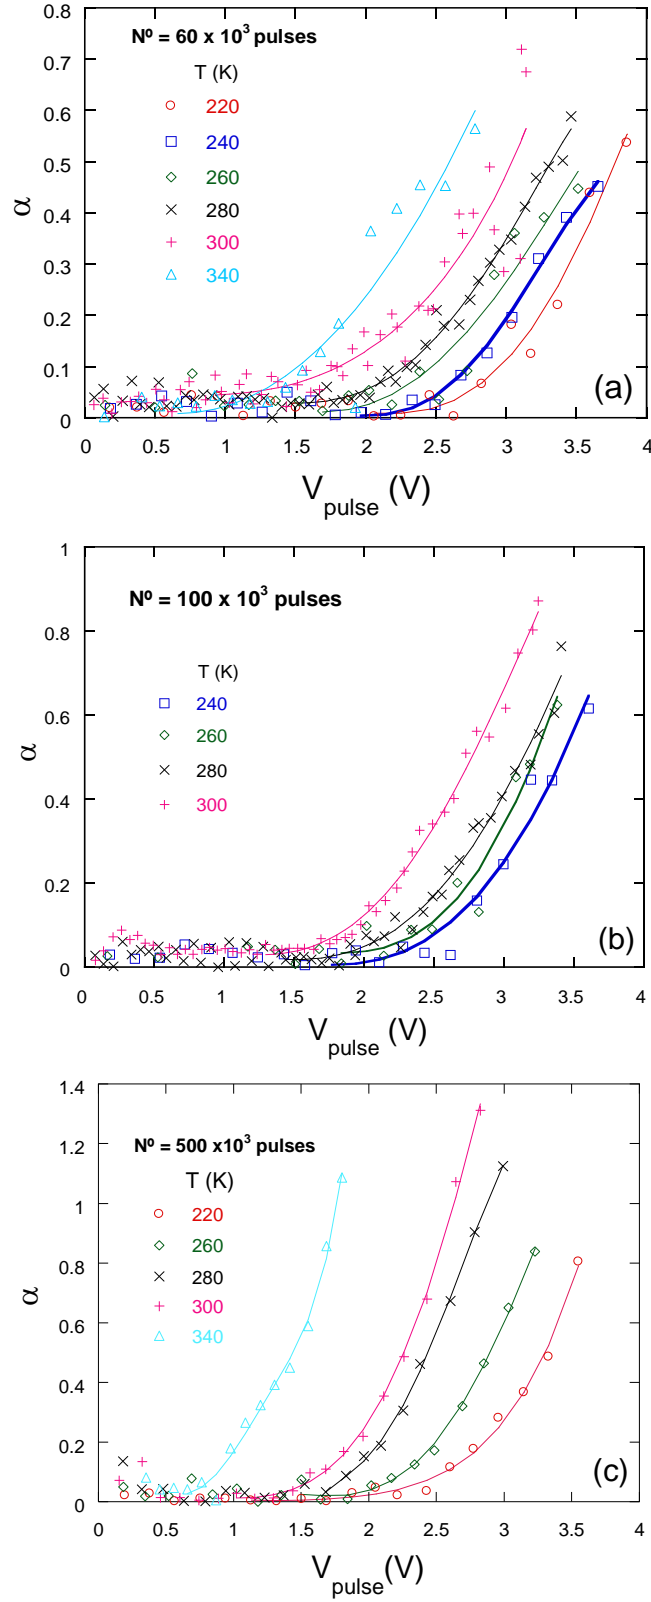 0.8
Nº = 60 x 10³ pulses
0.7
T (K)
0.6
220
0.5
240
α
0.4
260
280
0.3
300
340
0.2
0.1
(a)
0
0 0.5 1 1.5 2 2.5 3 3.5 4
V_pulse (V)
1
Nº = 100 x 10³ pulses
0.8
T (K)
0.6
240
α
260
0.4
280
300
0.2
(b)
0
0 0.5 1 1.5 2 2.5 3 3.5 4
V_pulse (V)
1.4
Nº = 500 x10³ pulses
1.2
T (K)
1
220
0.8
260
α
280
0.6
300
340
0.4
0.2
(c)
0
0 0.5 1 1.5 2 2.5 3 3.5 4
V_pulse (V)